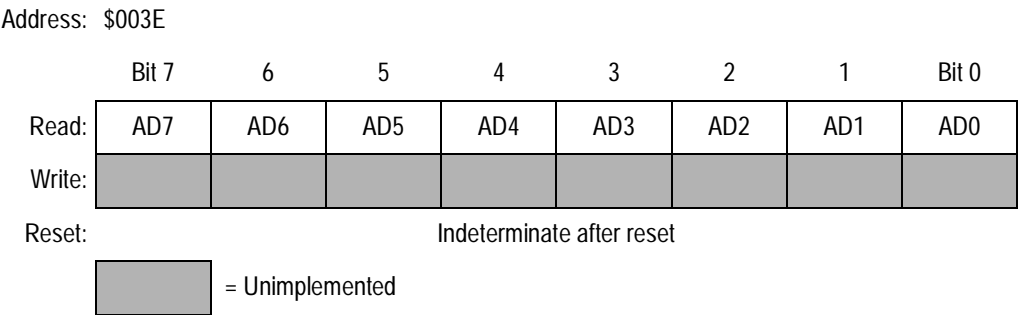 Address: $003E
Bit 7 6 5 4 3 2 1 Bit 0
Read: AD7 AD6 AD5 AD4 AD3 AD2 AD1 AD0
Write:
Reset: Indeterminate after reset
= Unimplemented